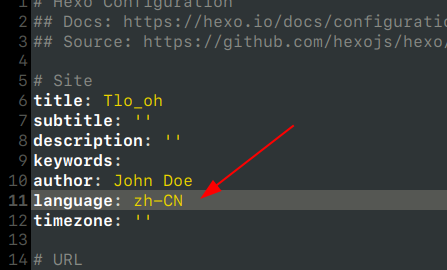 1 # Hexo Configuration
2 ## Docs: https://hexo.io/docs/configuratio
3 ## Source: https://github.com/hexojs/hexo/
4
5 # Site
6 title: Tlo_oh
7 subtitle: ''
8 description: ''
9 keywords:
10 author: John Doe
11 language: zh-CN
12 timezone: ''
13
14 # URL